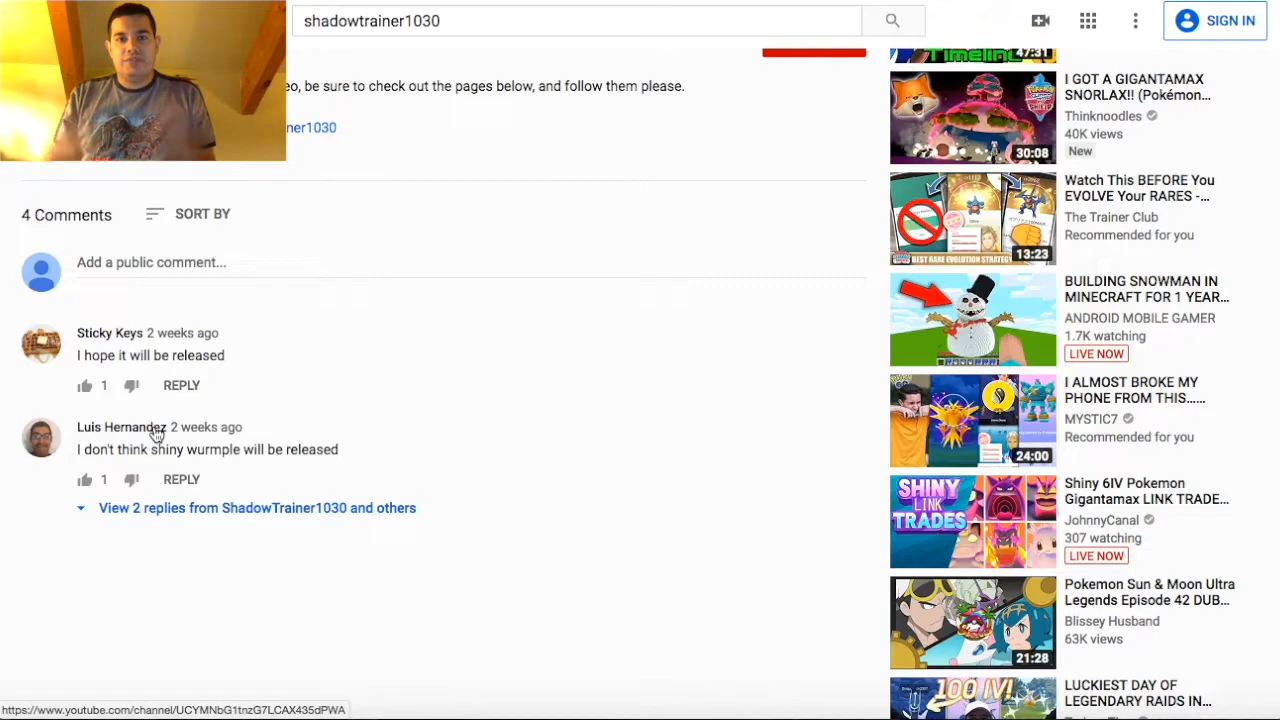 shadowtrainer1030
SIGN IN
be sure to check out the pages below, and follow them please.
ner1030
4 Comments
SORT BY
Add a public comment...
Sticky Keys 2 weeks ago
I hope it will be released
1
REPLY
Luis Hernandez 2 weeks ago
I don't think shiny wurmple will be released
1
REPLY
View 2 replies from ShadowTrainer1030 and others
https://www.youtube.com/channel/UCYMNbG1tnzG7LCAX4S5dPWA
Timeline
47:31
30:08
I GOT A GIGANTAMAX
SNORLAX!! (Pokémon...
Thinknoodles
40K views
New
BEST RARE EVOLUTION STRATEGY
13:23
Watch This BEFORE You
EVOLVE Your RARES -...
The Trainer Club
Recommended for you
BUILDING SNOWMAN IN
MINECRAFT FOR 1 YEAR...
ANDROID MOBILE GAMER
1.7K watching
LIVE NOW
24:00
I ALMOST BROKE MY
PHONE FROM THIS......
MYSTIC7
Recommended for you
SHINY
LINK
TRADES
Shiny 6IV Pokemon
Gigantamax LINK TRADE...
JohnnyCanal
307 watching
LIVE NOW
21:28
Pokemon Sun & Moon Ultra
Legends Episode 42 DUB...
Blissey Husband
63K views
100 IV!
LUCKIEST DAY OF
LEGENDARY RAIDS IN...